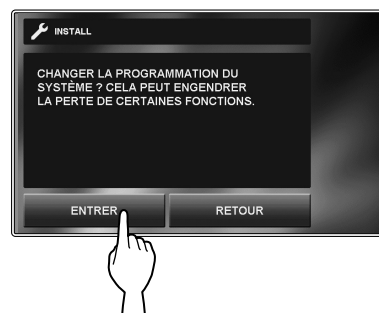 INSTALL
CHANGER LA PROGRAMMATION DU
SYSTÈME ? CELA PEUT ENGENDRER
LA PERTE DE CERTAINES FONCTIONS.
ENTRER
RETOUR